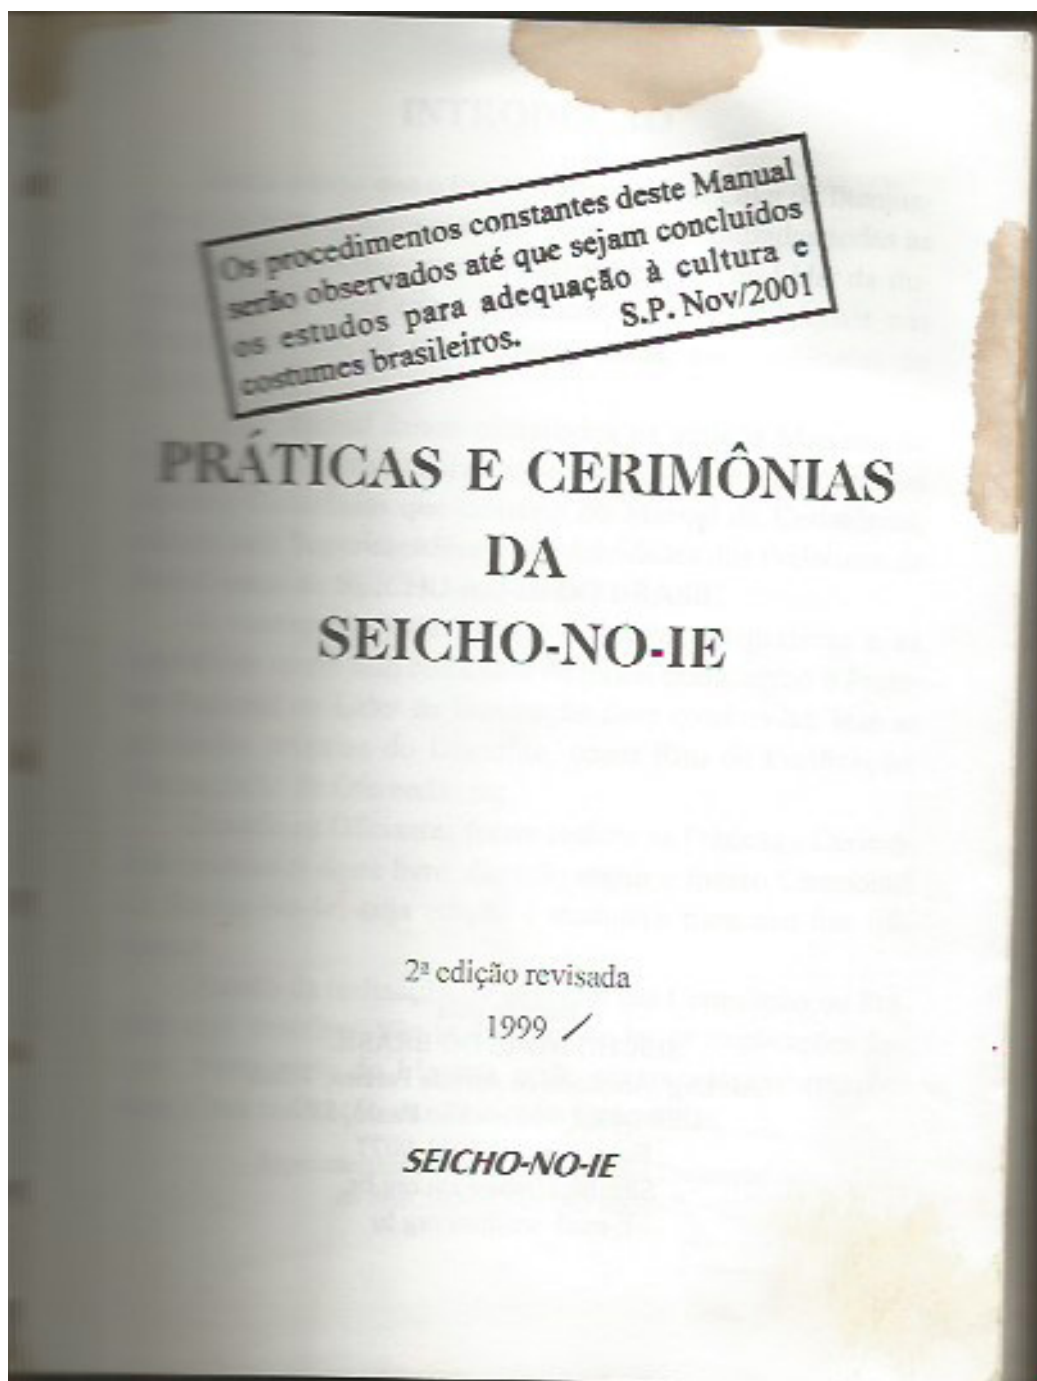 Os procedimentos constantes deste Manual
serão observados até que sejam concluídos
os estudos para adequação à cultura e
costumes brasileiros. S.P. Nov/2001
PRÁTICAS E CERIMÔNIAS
DA
SEICHO-NO-IE
2ª edição revisada
1999 /
SEICHO-NO-IE